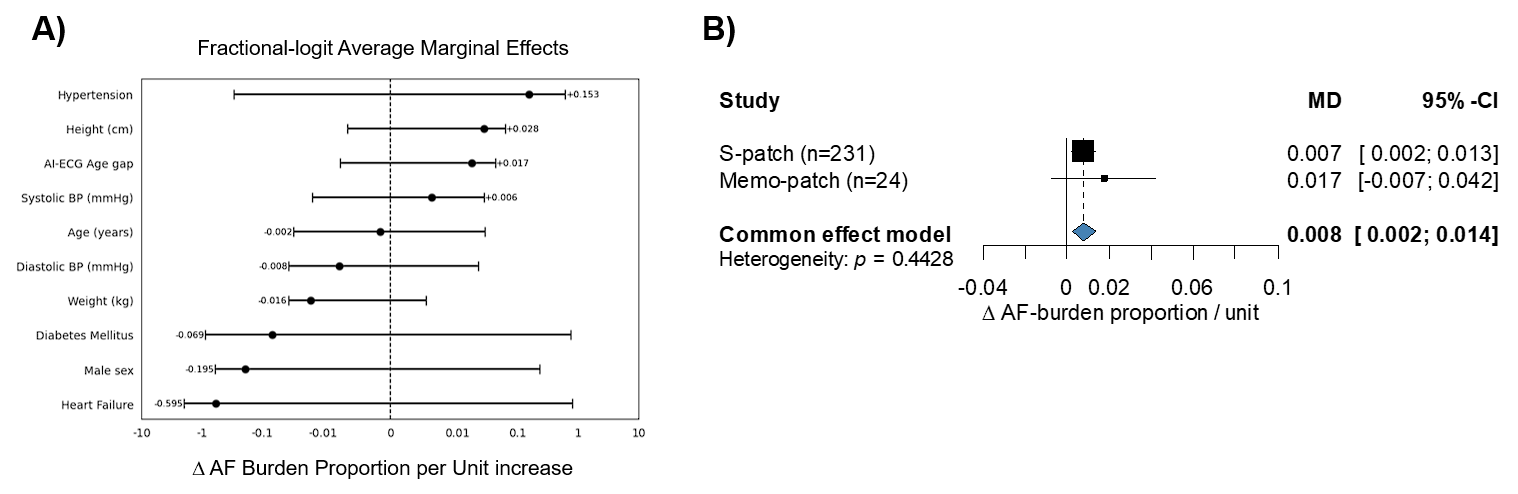 A)
Fractional-logit Average Marginal Effects
Hypertension
+0.153
Height (cm)
+0.028
AI-ECG Age gap
+0.017
Systolic BP (mmHg)
+0.006
Age (years)
-0.002
Diastolic BP (mmHg)
-0.008
Weight (kg)
-0.016
Diabetes Mellitus
-0.069
Male sex
-0.195
Heart Failure
-0.595
-10 -1 -0.1 -0.01 0 0.01 0.1 1 10
Δ AF Burden Proportion per Unit increase
B)
Study MD 95% -CI
S-patch (n=231) 0.007 [ 0.002; 0.013]
Memo-patch (n=24) 0.017 [-0.007; 0.042]
Common effect model 0.008 [ 0.002; 0.014]
Heterogeneity: p = 0.4428
-0.04 0 0.02 0.06 0.1
Δ AF-burden proportion / unit